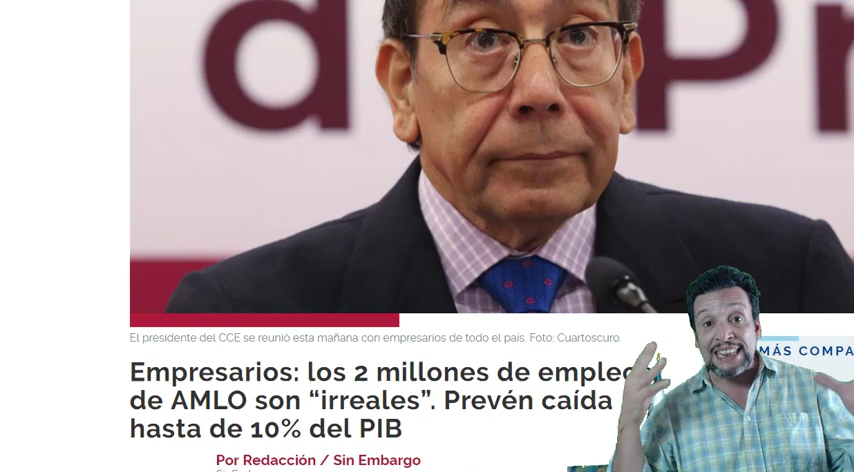 d Pr
El presidente del CCE se reunió esta mañana con empresarios de todo el país. Foto: Cuartoscuro.
MÁS COMPA
Empresarios: los 2 millones de empleo
de AMLO son “irreales”. Prevén caída
hasta de 10% del PIB
Por Redacción / Sin Embargo